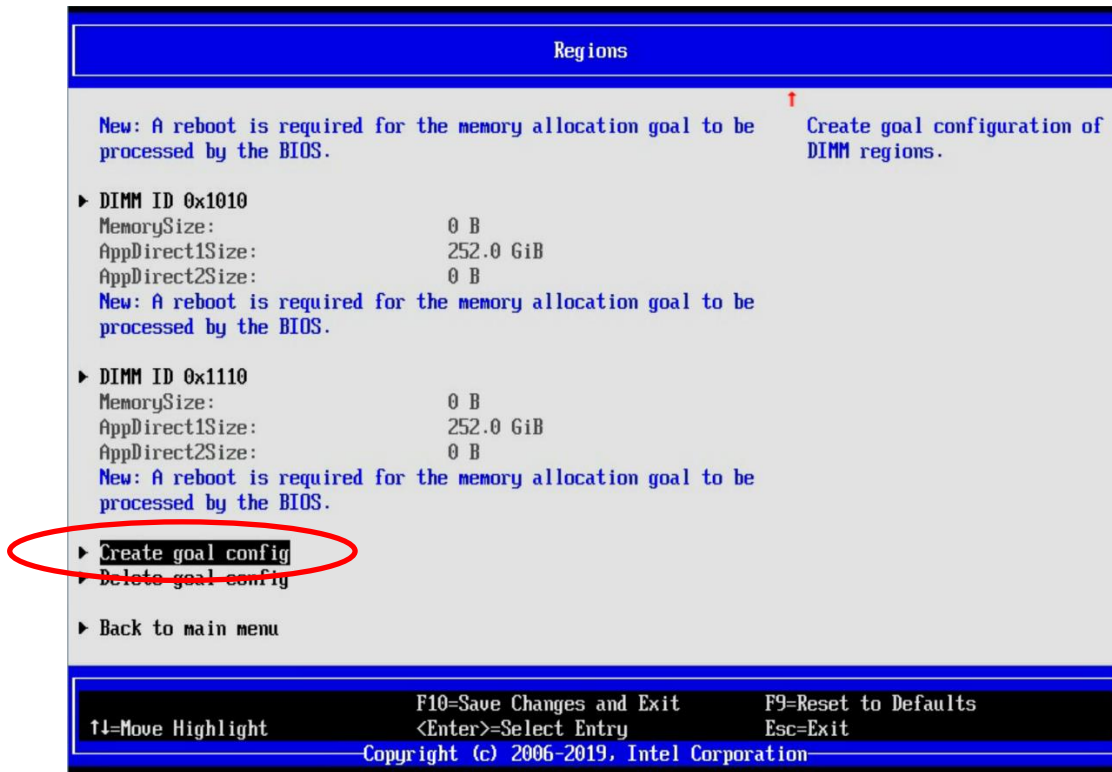 Regions
New: A reboot is required for the memory allocation goal to be
processed by the BIOS.
Create goal configuration of
DIMM regions.
DIMM ID 0x1010
MemorySize: 0 B
AppDirect1Size: 252.0 GiB
AppDirect2Size: 0 B
New: A reboot is required for the memory allocation goal to be
processed by the BIOS.
DIMM ID 0x1110
MemorySize: 0 B
AppDirect1Size: 252.0 GiB
AppDirect2Size: 0 B
New: A reboot is required for the memory allocation goal to be
processed by the BIOS.
Create goal config
Delete goal config
Back to main menu
F10=Save Changes and Exit F9=Reset to Defaults
↑↓=Move Highlight <Enter>=Select Entry Esc=Exit
Copyright (c) 2006-2019, Intel Corporation